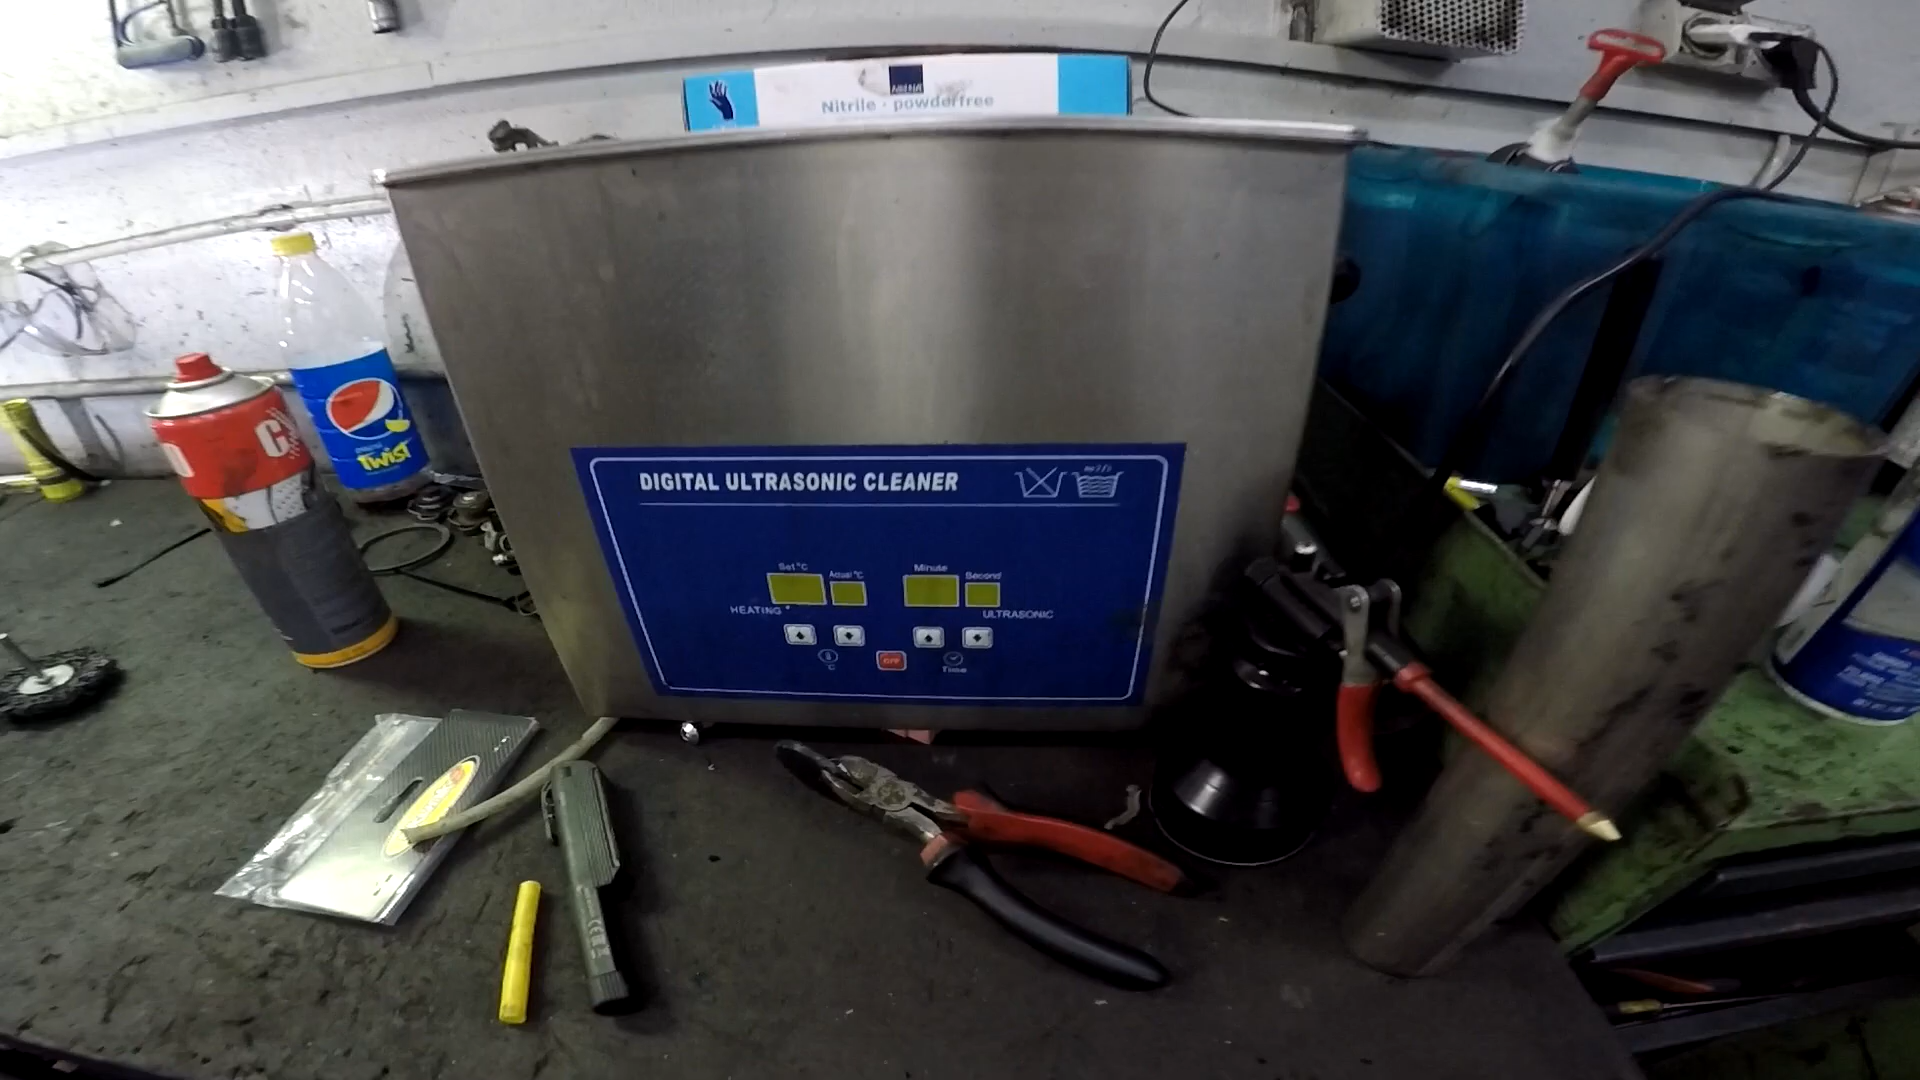 Nitrile - powderfree
TWIST
DIGITAL ULTRASONIC CLEANER
Set °C
Actual °C
Minute
Second
HEATING
ULTRASONIC
°C
OFF
Time